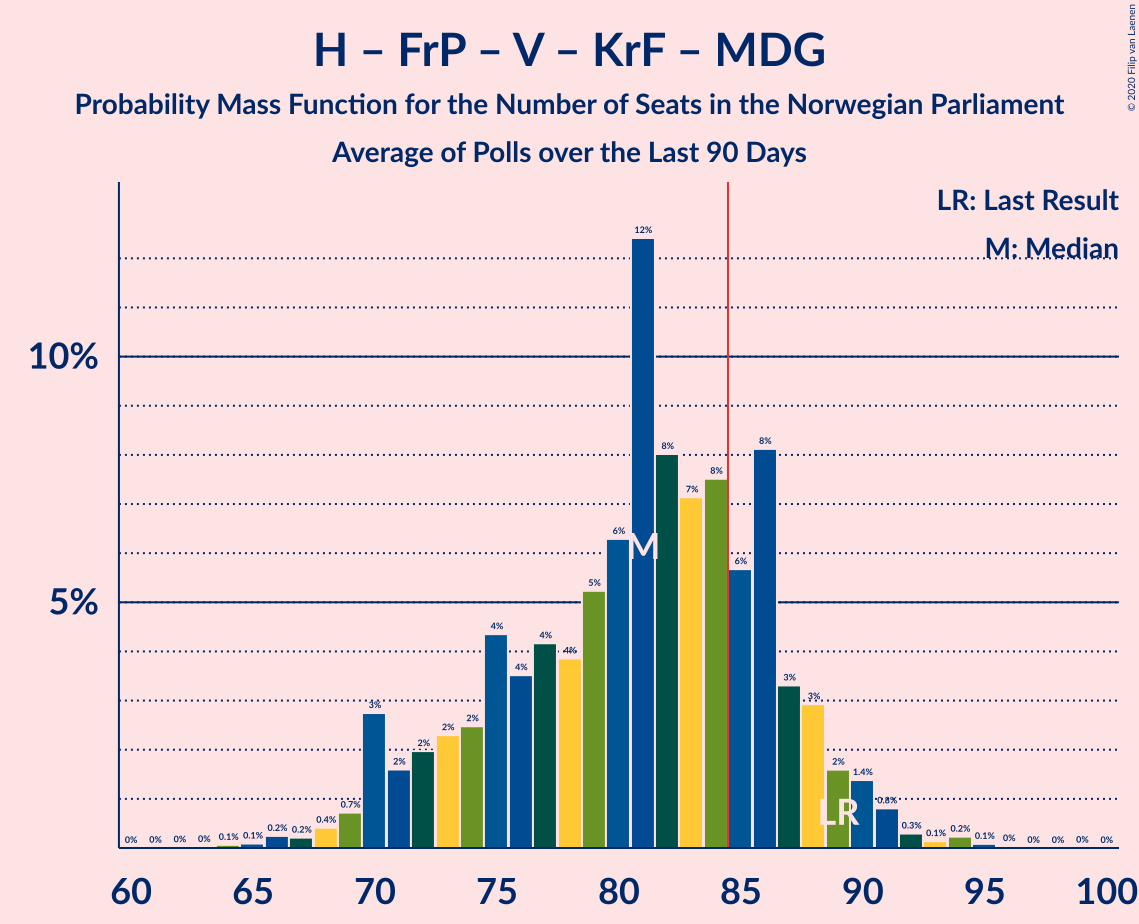 H – FrP – V – KrF – MDG
Probability Mass Function for the Number of Seats in the Norwegian Parliament
Average of Polls over the Last 90 Days
© 2020 Filip van Laenen
LR: Last Result
M: Median
10%
5%
0% 0% 0% 0% 0.1% 0.1% 0.2% 0.2% 0.4% 0.7% 3% 2% 2% 2% 2% 4% 4% 4% 4% 5% 6% 12% 8% 7% 8% 6% 8% 3% 3% 2% 1.4% 0.8% 0.3% 0.1% 0.2% 0.1% 0% 0% 0% 0% 0%
M
LR
60 65 70 75 80 85 90 95 100